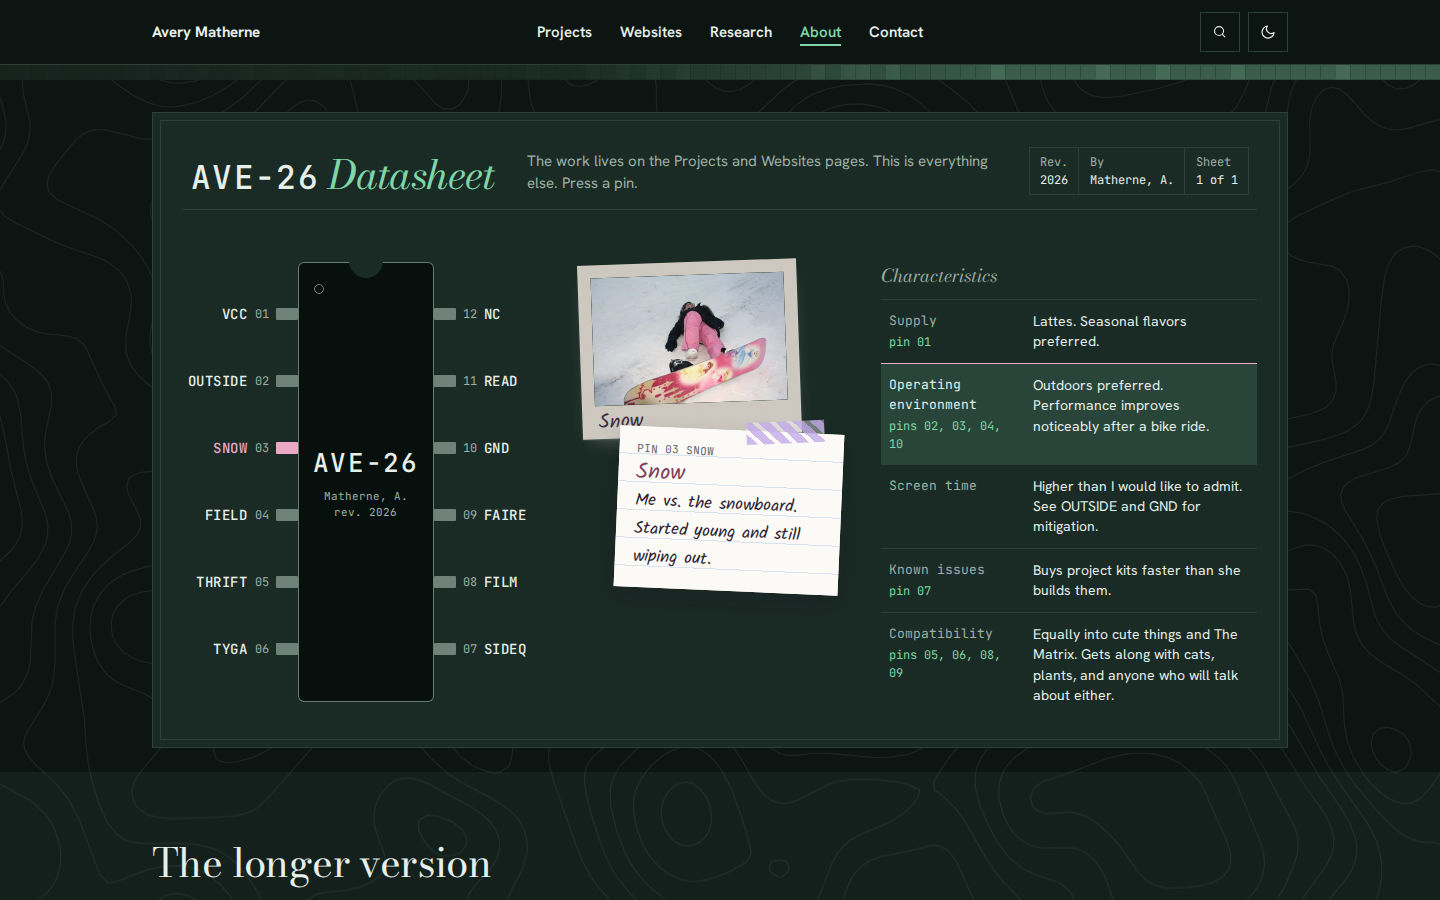 Avery Matherne
Projects
Websites
Research
About
Contact
AVE-26 Datasheet
The work lives on the Projects and Websites pages. This is everything
else. Press a pin.
Rev.
2026
By
Matherne, A.
Sheet
1 of 1
VCC 01
OUTSIDE 02
SNOW 03
FIELD 04
THRIFT 05
TYGA 06
AVE-26
Matherne, A.
rev. 2026
12 NC
11 READ
10 GND
09 FAIRE
08 FILM
07 SIDEQ
Snow
PIN 03 SNOW
Snow
Me vs. the snowboard.
Started young and still
wiping out.
Characteristics
Supply
pin 01
Lattes. Seasonal flavors
preferred.
Operating
environment
pins 02, 03, 04,
10
Outdoors preferred.
Performance improves
noticeably after a bike ride.
Screen time
Higher than I would like to admit.
See OUTSIDE and GND for
mitigation.
Known issues
pin 07
Buys project kits faster than she
builds them.
Compatibility
pins 05, 06, 08,
09
Equally into cute things and The
Matrix. Gets along with cats,
plants, and anyone who will talk
about either.
The longer version